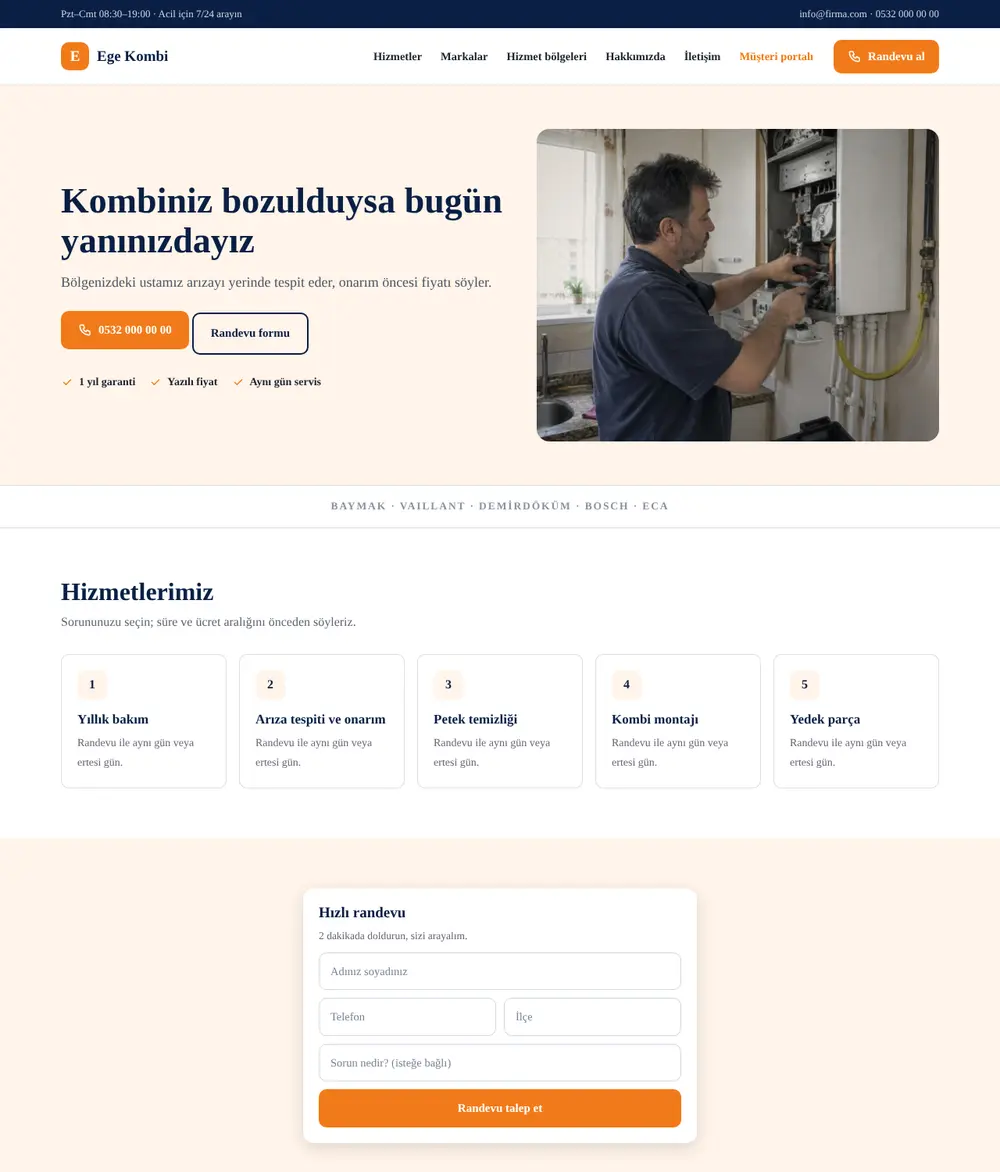 Pzt–Cmt 08:30–19:00 · Acil için 7/24 arayın
info@firma.com · 0532 000 00 00
E
Ege Kombi
Hizmetler
Markalar
Hizmet bölgeleri
Hakkımızda
İletişim
Müşteri portalı
Randevu al
Kombiniz bozulduysa bugün
yanınızdayız
Bölgenizdeki ustamız arızayı yerinde tespit eder, onarım öncesi fiyatı söyler.
0532 000 00 00
Randevu formu
1 yıl garanti
Yazılı fiyat
Aynı gün servis
BAYMAK · VAILLANT · DEMİRDÖKÜM · BOSCH · ECA
Hizmetlerimiz
Sorununuzu seçin; süre ve ücret aralığını önceden söyleriz.
1
Yıllık bakım
Randevu ile aynı gün veya
ertesi gün.
2
Arıza tespiti ve onarım
Randevu ile aynı gün veya
ertesi gün.
3
Petek temizliği
Randevu ile aynı gün veya
ertesi gün.
4
Kombi montajı
Randevu ile aynı gün veya
ertesi gün.
5
Yedek parça
Randevu ile aynı gün veya
ertesi gün.
Hızlı randevu
2 dakikada doldurun, sizi arayalım.
Adınız soyadınız
Telefon
İlçe
Sorun nedir? (isteğe bağlı)
Randevu talep et